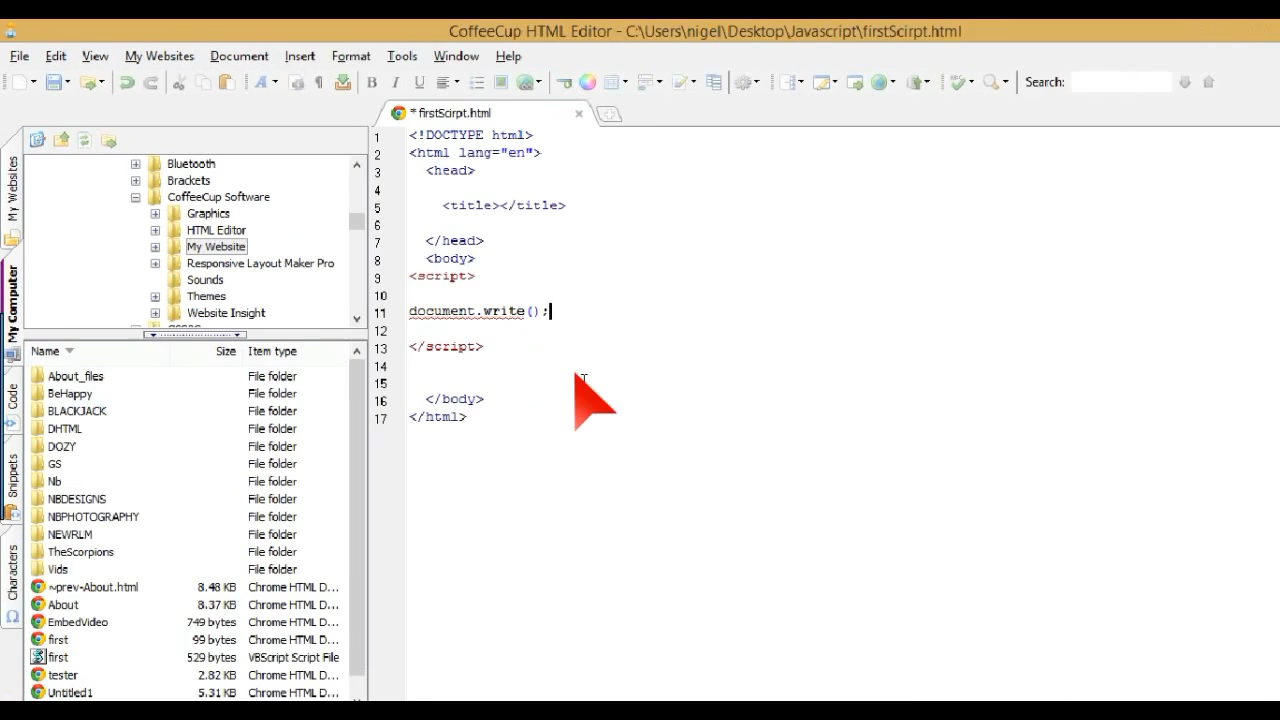 CoffeeCup HTML Editor - C:\Users\nigel\Desktop\Javascript\firstScirpt.html
File Edit View My Websites Document Insert Format Tools Window Help
A ¶ B I U Search:
* firstScirpt.html
My Websites
My Computer
Code
Snippets
Characters
Bluetooth
Brackets
CoffeeCup Software
Graphics
HTML Editor
My Website
Responsive Layout Maker Pro
Sounds
Themes
Website Insight
Name Size Item type
About_files File folder
BeHappy File folder
BLACKJACK File folder
DHTML File folder
DOZY File folder
GS File folder
Nb File folder
NBDESIGNS File folder
NBPHOTOGRAPHY File folder
NEWRLM File folder
TheScorpions File folder
Vids File folder
~prev-About.html 8.48 KB Chrome HTML D...
About 8.37 KB Chrome HTML D...
EmbedVideo 749 bytes Chrome HTML D...
first 99 bytes Chrome HTML D...
first 529 bytes VBScript Script File
tester 2.82 KB Chrome HTML D...
Untitled1 5.31 KB Chrome HTML D...
1 <!DOCTYPE html>
2 <html lang="en">
3 <head>
4
5 <title></title>
6
7 </head>
8 <body>
9 <script>
10
11 document.write();
12
13 </script>
14
15
16 </body>
17 </html>